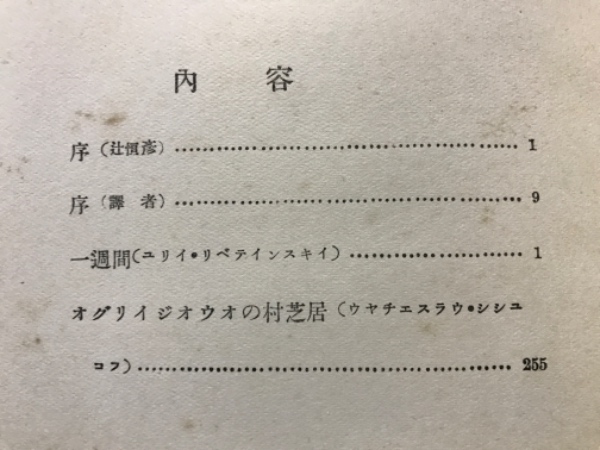 內容
序(辻恒彥)……………………………………………1
序(譯者)……………………………………………9
一週間(ユリイ・リベデインスキイ)……………………1
オグリイジオウオの村芝居(ウヤチエスラウ・シシユ
コフ)……………………………………………255